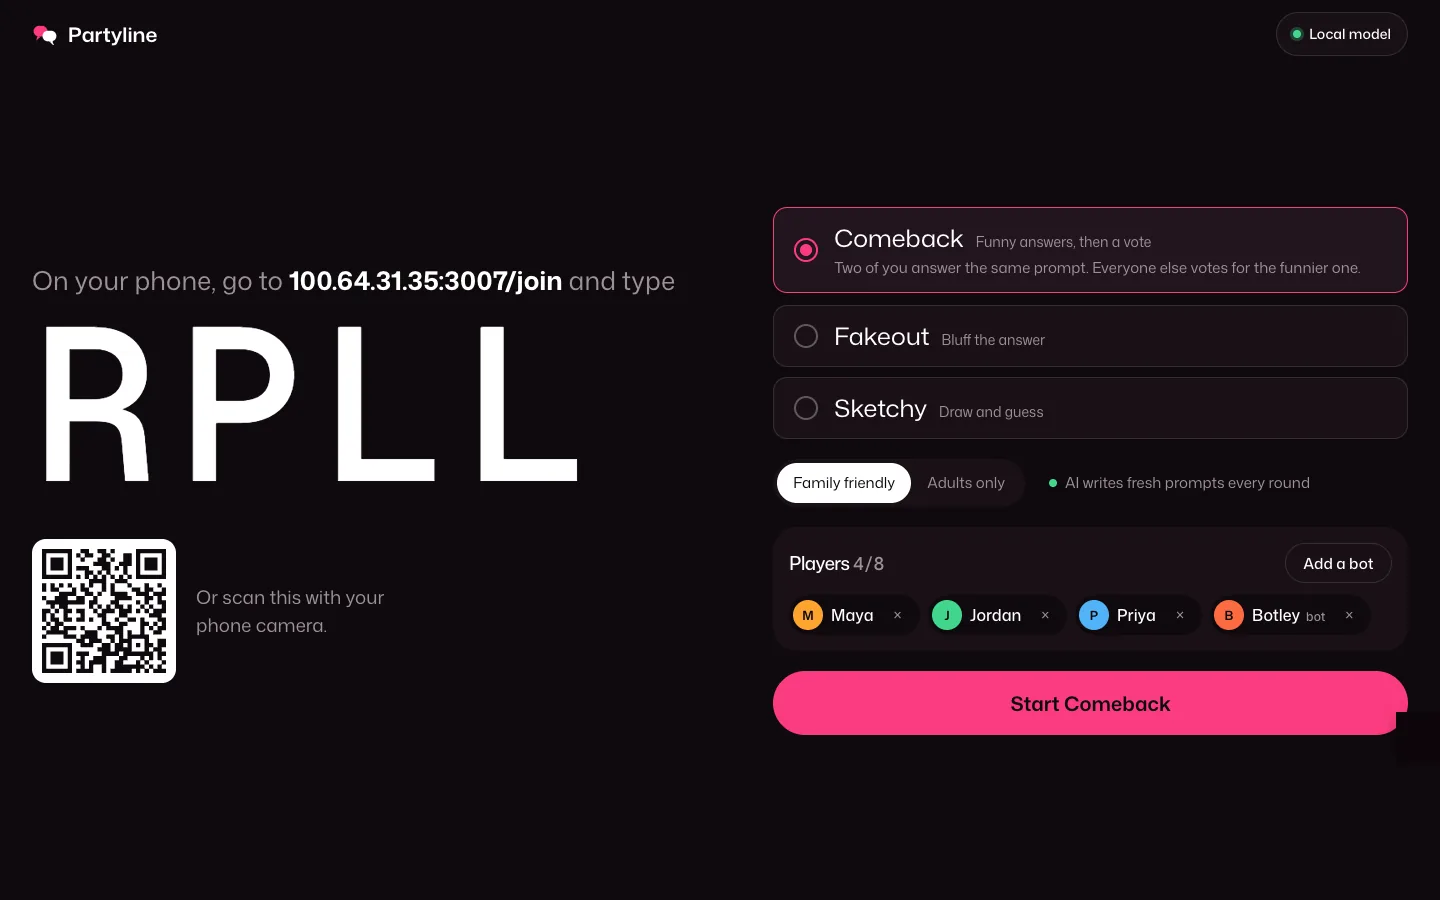 Partyline
Local model
On your phone, go to 100.64.31.35:3007/join and type
RPLL
Or scan this with your
phone camera.
Comeback Funny answers, then a vote
Two of you answer the same prompt. Everyone else votes for the funnier one.
Fakeout Bluff the answer
Sketchy Draw and guess
Family friendly Adults only AI writes fresh prompts every round
Players 4/8 Add a bot
M Maya × J Jordan × P Priya × B Botley bot ×
Start Comeback